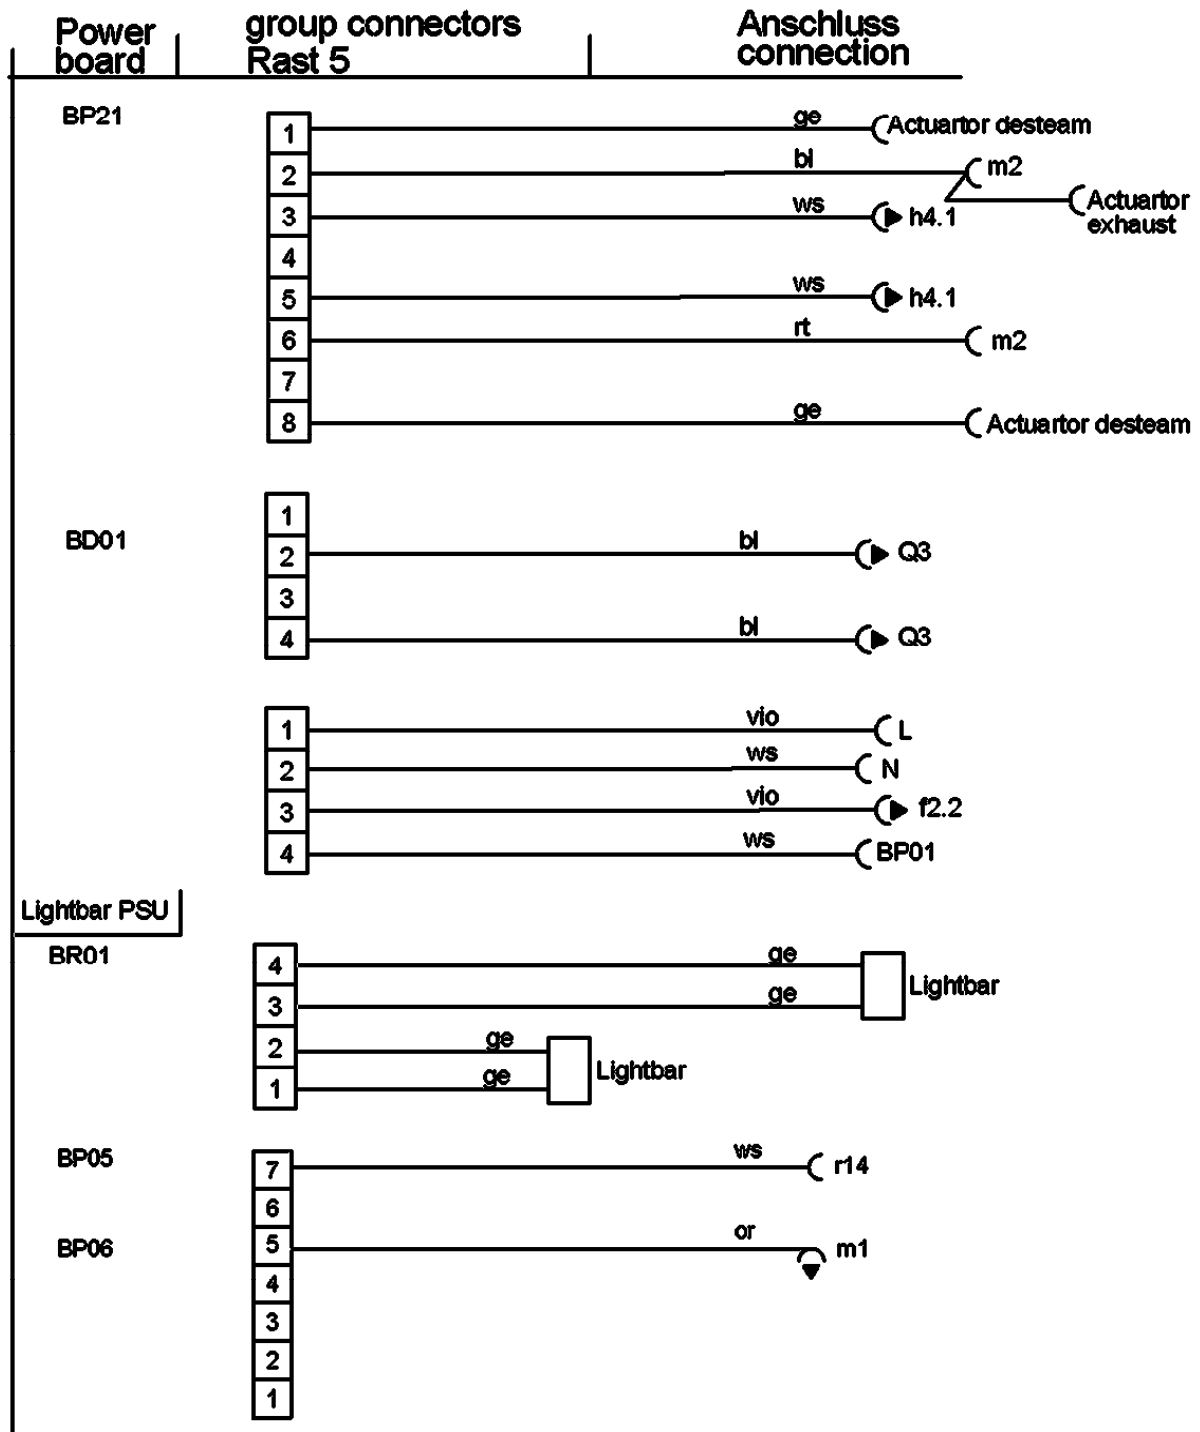 Power board
group connectors Rast 5
Anschluss connection
BP21
1 ge Actuartor desteam
2 bl m2
Actuartor exhaust
3 ws h4.1
4
5 ws h4.1
6 rt m2
7
8 ge Actuartor desteam
BD01
1
2 bl Q3
3
4 bl Q3
1 vio L
2 ws N
3 vio f2.2
4 ws BP01
Lightbar PSU
BR01
4 ge
Lightbar
3 ge
2 ge
Lightbar
1 ge
BP05
7 ws r14
6
BP06
5 or m1
4
3
2
1